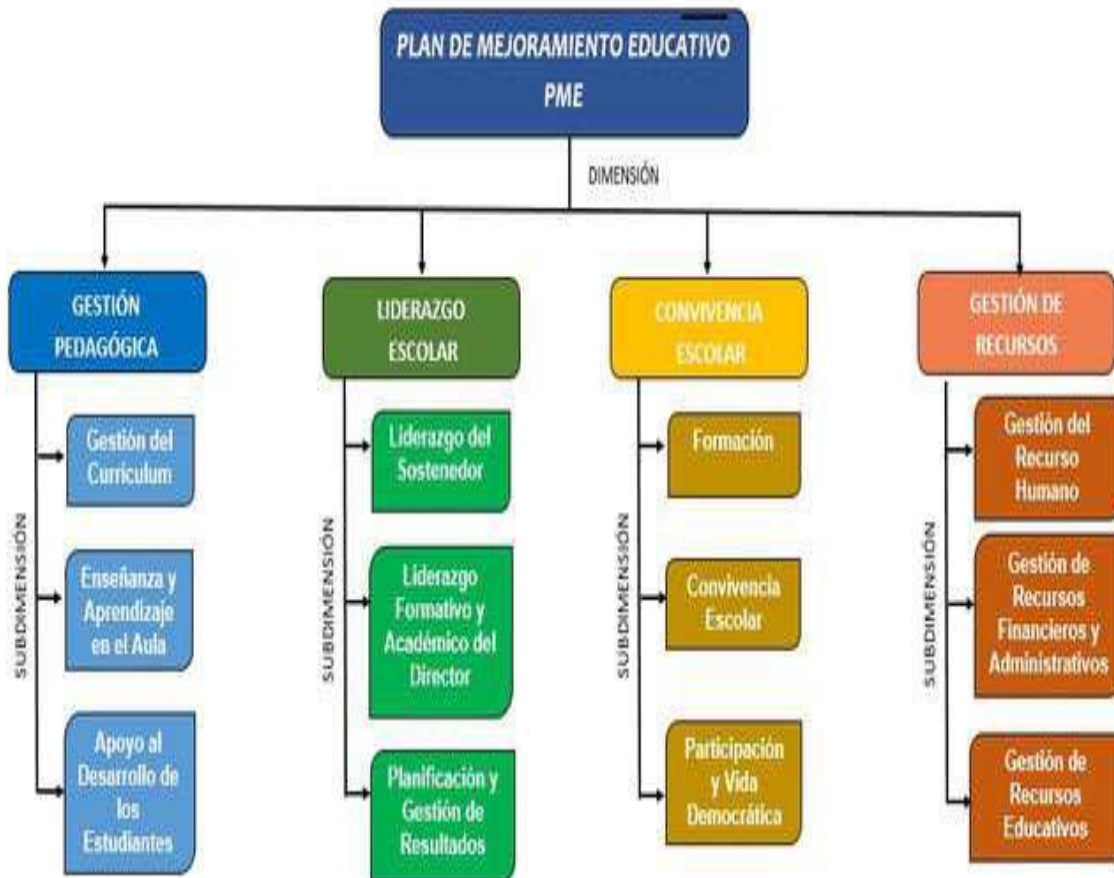 PLAN DE MEJORAMIENTO EDUCATIVO
PME
DIMENSIÓN
GESTIÓN
PEDAGÓGICA
SUBDIMENSIÓN
Gestión del
Curriculum
Enseñanza y
Aprendizaje
en el Aula
Apoyo al
Desarrollo de
los
Estudiantes
LIDERAZGO
ESCOLAR
SUBDIMENSIÓN
Liderazgo del
Sostenedor
Liderazgo
Formativo y
Académico del
Director
Planificación y
Gestión de
Resultados
CONVIVENCIA
ESCOLAR
SUBDIMENSIÓN
Formación
Convivencia
Escolar
Participación
y Vida
Democrática
GESTIÓN DE
RECURSOS
SUBDIMENSIÓN
Gestión del
Recurso
Humano
Gestión de
Recursos
Financieros y
Administrativos
Gestión de
Recursos
Educativos